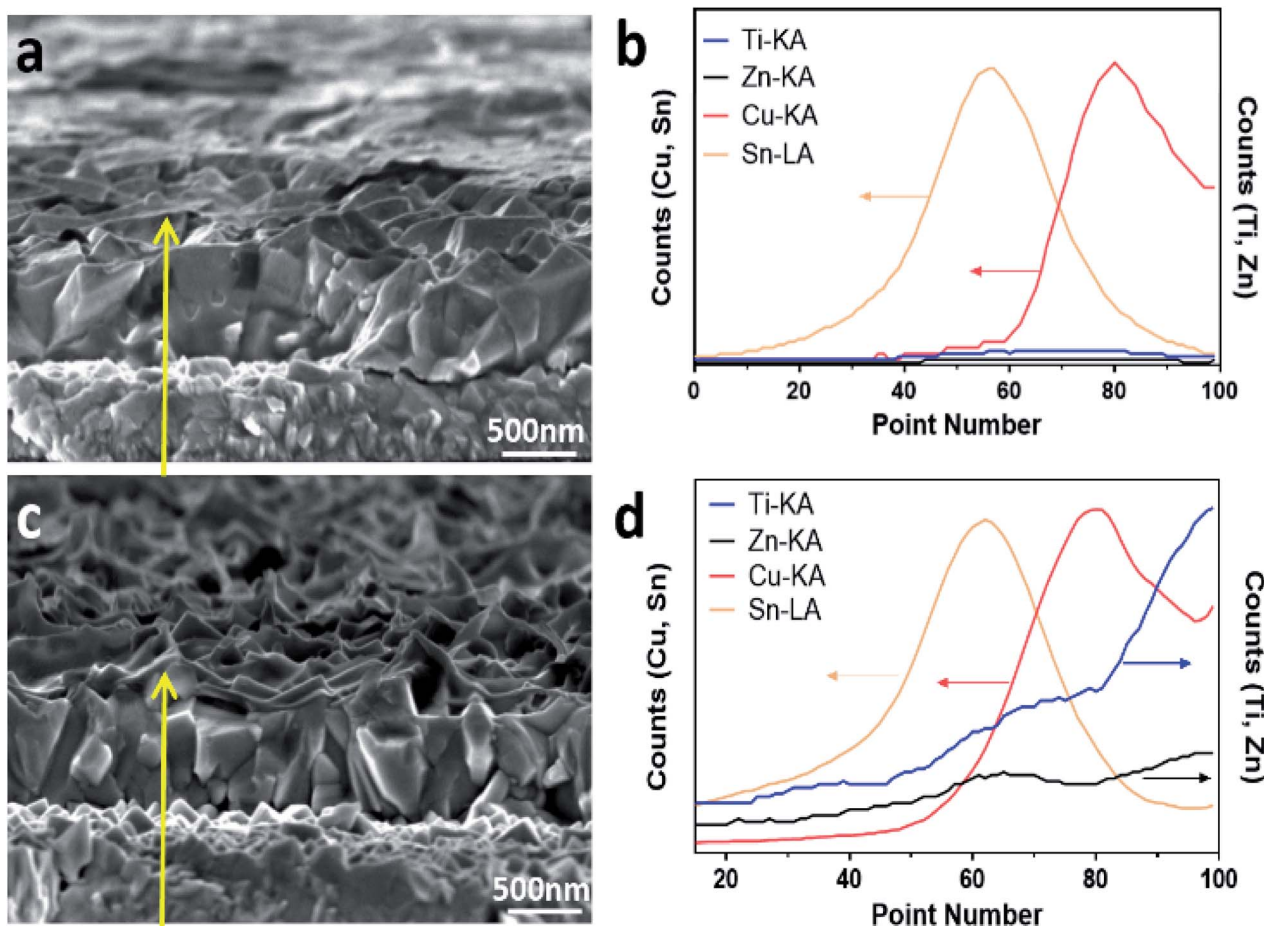 a
500nm
b
Ti-KA
Zn-KA
Cu-KA
Sn-LA
Counts (Cu, Sn)
Counts (Ti, Zn)
0 20 40 60 80 100
Point Number
c
500nm
d
Ti-KA
Zn-KA
Cu-KA
Sn-LA
Counts (Cu, Sn)
Counts (Ti, Zn)
20 40 60 80 100
Point Number